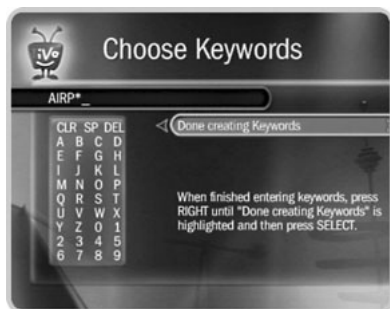 TiVo
Choose Keywords
AIRP*_
CLR SP DEL
A B C D
E F G H
I J K L
M N O P
Q R S T
U V W X
Y Z 0 1
2 3 4 5
6 7 8 9
Done creating Keywords
When finished entering keywords, press
RIGHT until "Done creating Keywords" is
highlighted and then press SELECT.